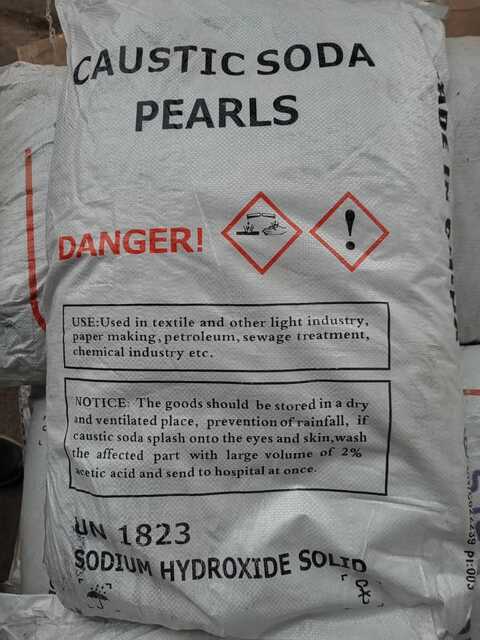 CAUSTIC SODA
PEARLS
DANGER!
USE:Used in textile and other light industry,
paper making, petroleum, sewage treatment,
chemical industry etc.
NOTICE: The goods should be stored in a dry
and ventilated place, prevention of rainfall, if
caustic soda splash onto the eyes and skin,wash
the affected part with large volume of 2%
acetic acid and send to hospital at once.
UN 1823
SODIUM HYDROXIDE SOLID
MADE IN